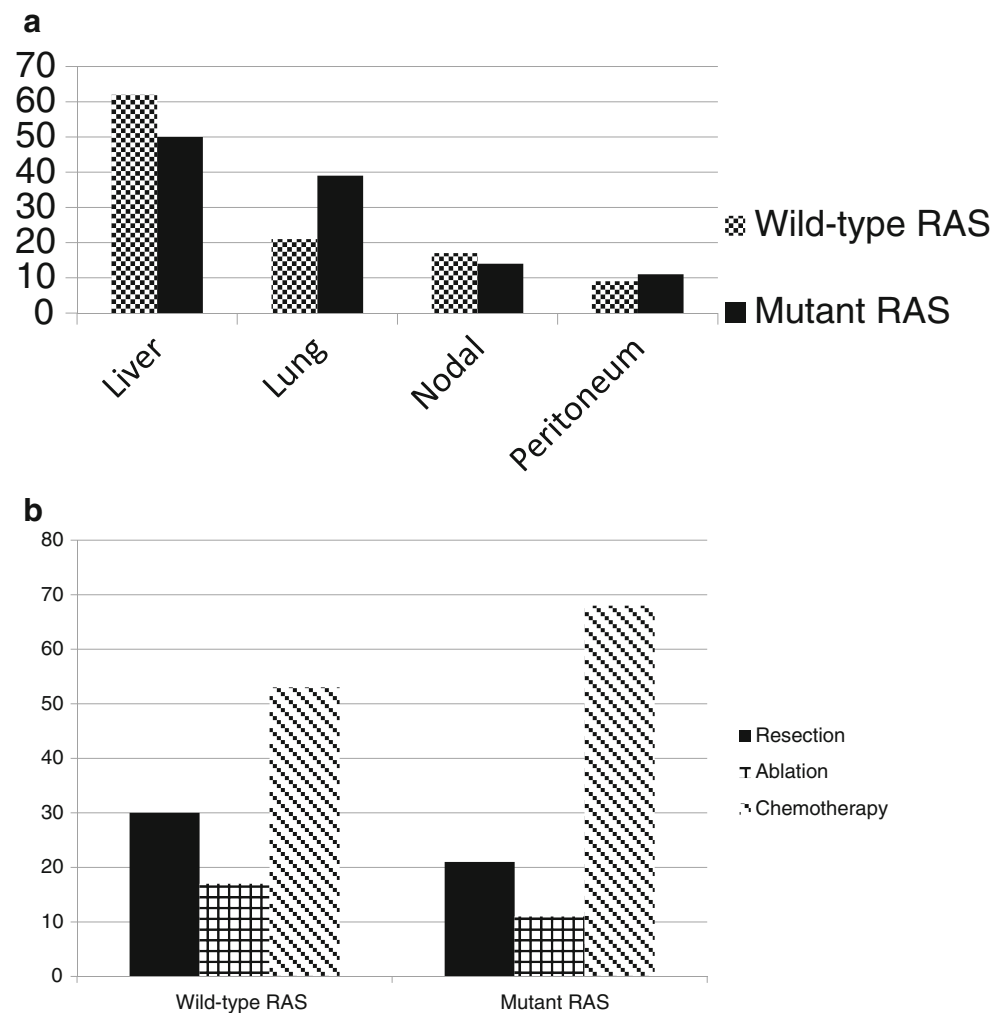 a
70
60
50
40
30
20
10
0
Liver
Lung
Nodal
Peritoneum
Wild-type RAS
Mutant RAS
b
80
70
60
50
40
30
20
10
0
Wild-type RAS
Mutant RAS
Resection
Ablation
Chemotherapy